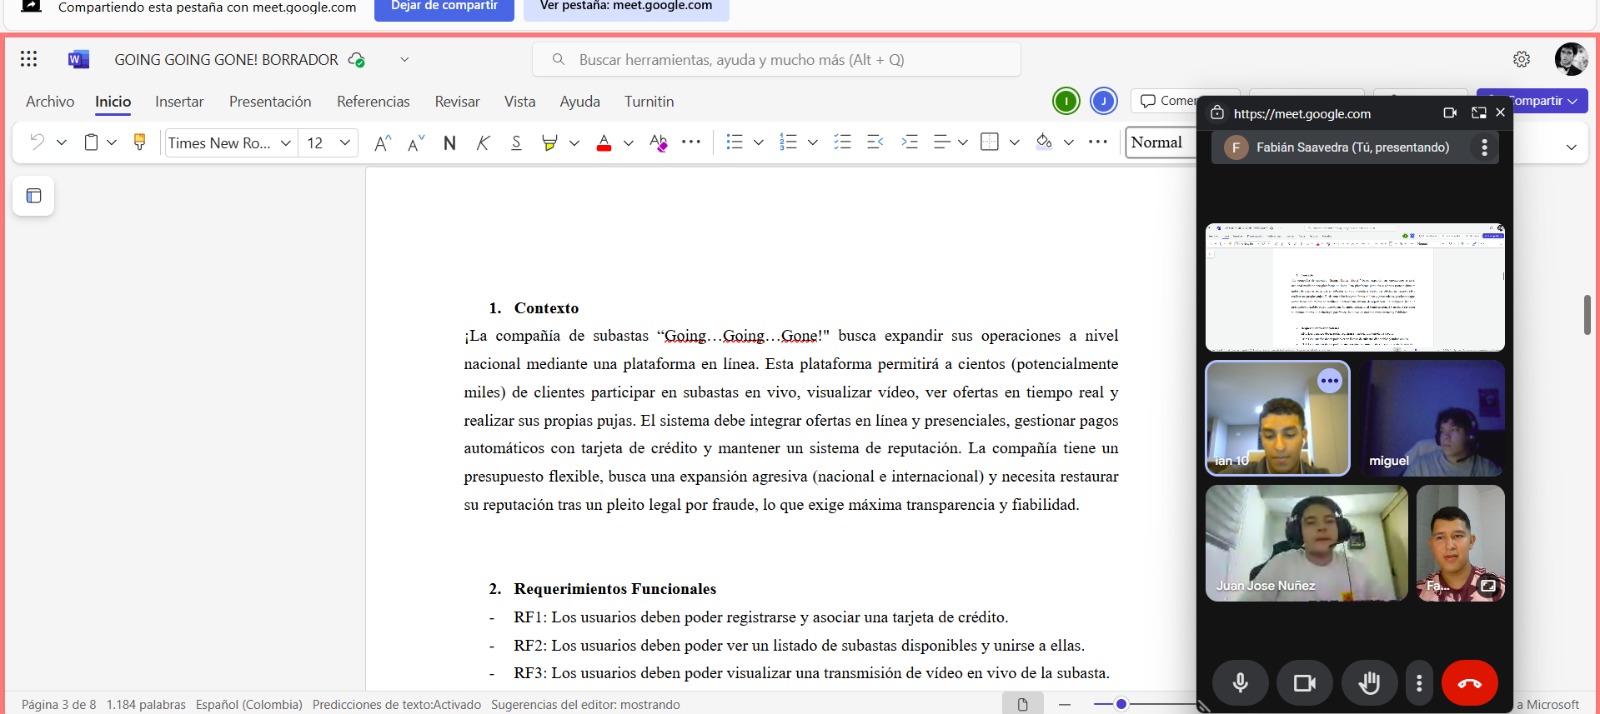 Compartiendo esta pestaña con meet.google.com
Dejar de compartir
Ver pestaña: meet.google.com
GOING GOING GONE! BORRADOR
Buscar herramientas, ayuda y mucho más (Alt + Q)
Archivo Inicio Insertar Presentación Referencias Revisar Vista Ayuda Turnitin
I J Comer
ompartir
Times New Ro... 12 N K S Normal
https://meet.google.com
F Fabián Saavedra (Tú, presentando)
1. Contexto
¡La compañía de subastas “Going…Going…Gone!" busca expandir sus operaciones a nivel
nacional mediante una plataforma en línea. Esta plataforma permitirá a cientos (potencialmente
miles) de clientes participar en subastas en vivo, visualizar vídeo, ver ofertas en tiempo real y
realizar sus propias pujas. El sistema debe integrar ofertas en línea y presenciales, gestionar pagos
automáticos con tarjeta de crédito y mantener un sistema de reputación. La compañía tiene un
presupuesto flexible, busca una expansión agresiva (nacional e internacional) y necesita restaurar
su reputación tras un pleito legal por fraude, lo que exige máxima transparencia y fiabilidad.
2. Requerimientos Funcionales
- RF1: Los usuarios deben poder registrarse y asociar una tarjeta de crédito.
- RF2: Los usuarios deben poder ver un listado de subastas disponibles y unirse a ellas.
- RF3: Los usuarios deben poder visualizar una transmisión de vídeo en vivo de la subasta.
ian 10
miguel
Juan Jose Nuñez
Fa...
Página 3 de 8 1.184 palabras Español (Colombia) Predicciones de texto:Activado Sugerencias del editor: mostrando
a Microsoft